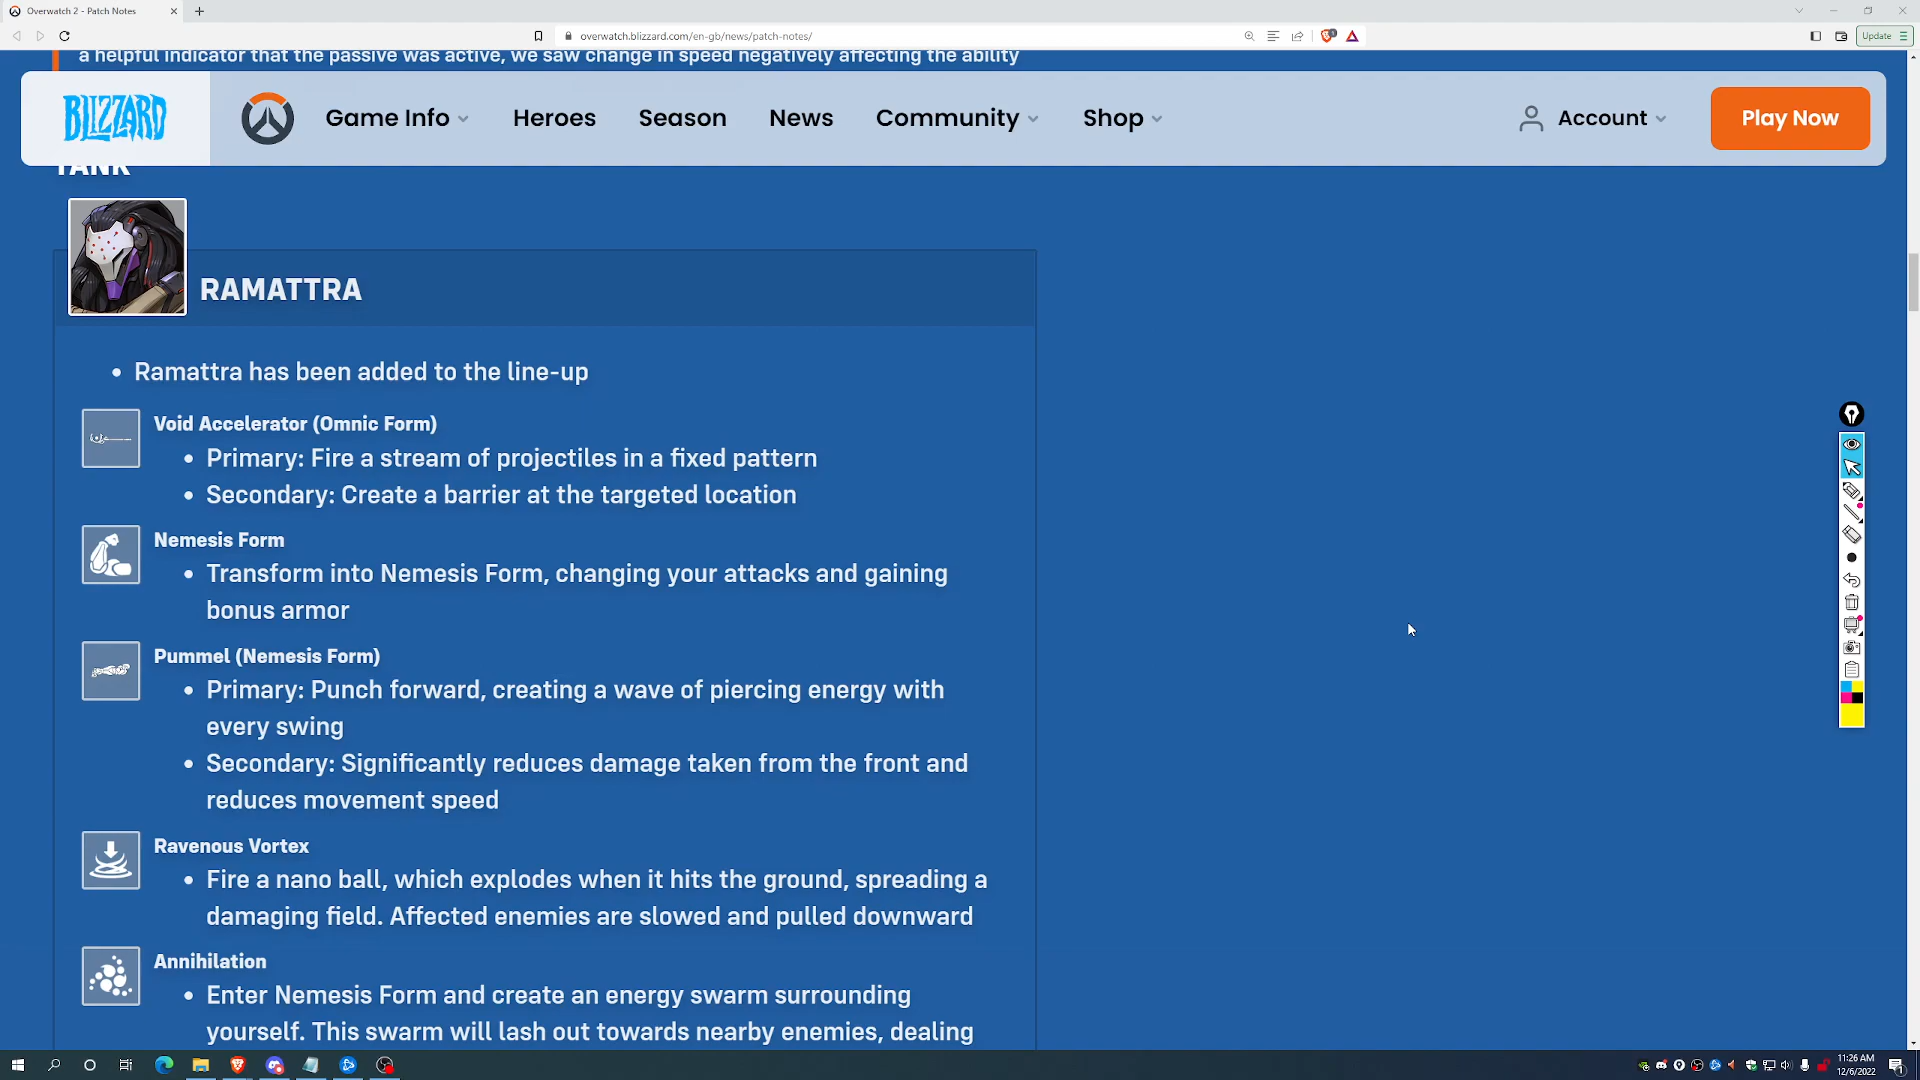 Overwatch 2 - Patch Notes
overwatch.blizzard.com/en-gb/news/patch-notes/
Update
a helpful indicator that the passive was active, we saw change in speed negatively affecting the ability
BLIZZARD
Game Info
Heroes
Season
News
Community
Shop
Account
Play Now
TANK
RAMATTRA
• Ramattra has been added to the line-up
Void Accelerator (Omnic Form)
• Primary: Fire a stream of projectiles in a fixed pattern
• Secondary: Create a barrier at the targeted location
Nemesis Form
• Transform into Nemesis Form, changing your attacks and gaining
bonus armor
Pummel (Nemesis Form)
• Primary: Punch forward, creating a wave of piercing energy with
every swing
• Secondary: Significantly reduces damage taken from the front and
reduces movement speed
Ravenous Vortex
• Fire a nano ball, which explodes when it hits the ground, spreading a
damaging field. Affected enemies are slowed and pulled downward
Annihilation
• Enter Nemesis Form and create an energy swarm surrounding
yourself. This swarm will lash out towards nearby enemies, dealing
11:26 AM
12/6/2022